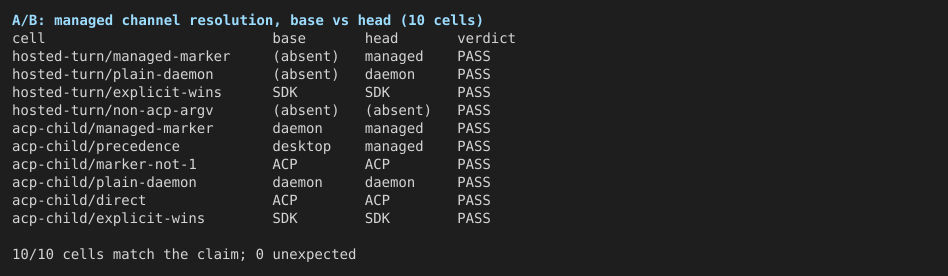 A/B: managed channel resolution, base vs head (10 cells)
cell base head verdict
hosted-turn/managed-marker (absent) managed PASS
hosted-turn/plain-daemon (absent) daemon PASS
hosted-turn/explicit-wins SDK SDK PASS
hosted-turn/non-acp-argv (absent) (absent) PASS
acp-child/managed-marker daemon managed PASS
acp-child/precedence desktop managed PASS
acp-child/marker-not-1 ACP ACP PASS
acp-child/plain-daemon daemon daemon PASS
acp-child/direct ACP ACP PASS
acp-child/explicit-wins SDK SDK PASS
10/10 cells match the claim; 0 unexpected